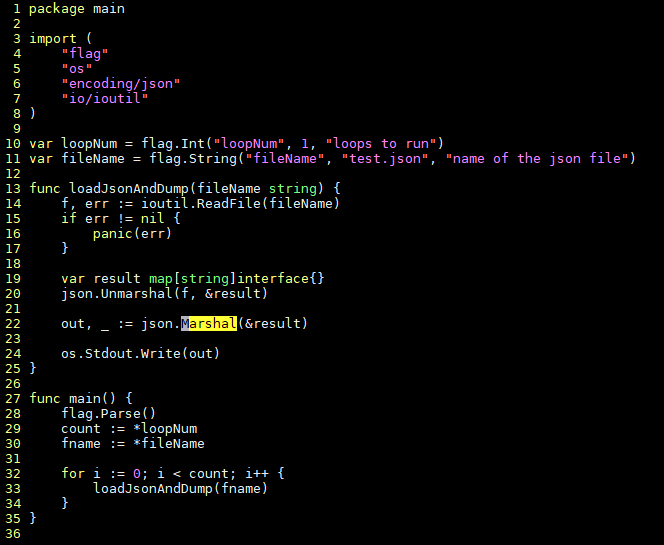 1 package main
2
3 import (
4     "flag"
5     "os"
6     "encoding/json"
7     "io/ioutil"
8 )
9
10 var loopNum = flag.Int("loopNum", 1, "loops to run")
11 var fileName = flag.String("fileName", "test.json", "name of the json file")
12
13 func loadJsonAndDump(fileName string) {
14     f, err := ioutil.ReadFile(fileName)
15     if err != nil {
16         panic(err)
17     }
18
19     var result map[string]interface{}
20     json.Unmarshal(f, &result)
21
22     out, _ := json.Marshal(&result)
23
24     os.Stdout.Write(out)
25 }
26
27 func main() {
28     flag.Parse()
29     count := *loopNum
30     fname := *fileName
31
32     for i := 0; i < count; i++ {
33         loadJsonAndDump(fname)
34     }
35 }
36